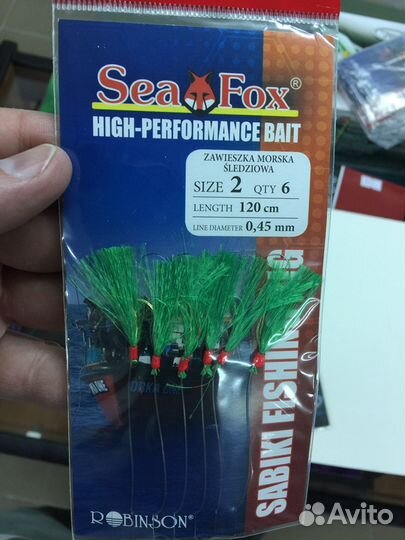 Sea Fox®
HIGH-PERFORMANCE BAIT
ZAWIESZKA MORSKA
ŚLEDZIOWA
SIZE 2 QTY 6
LENGTH 120 cm
LINE DIAMETER 0,45 mm
SABIKI FISHING
ROBINSON®
Avito